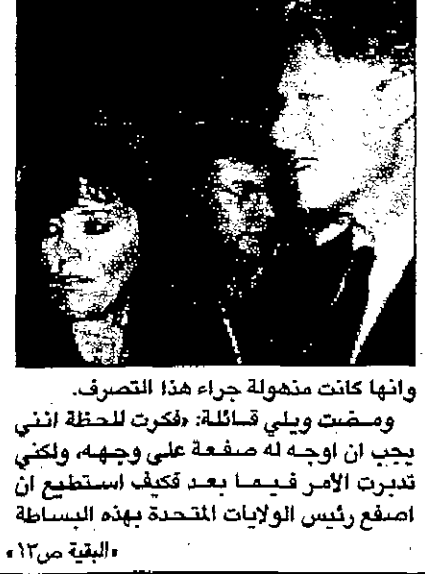 وانها كانت مذهولة جراء هذا التصرف.
ومضت ويلي قائلة: «فكرت للحظة انني
يجب ان اوجه له صفعة على وجهه، ولكني
تدبرت الأمر فيما بعد فكيف استطيع ان
اصفع رئيس الولايات المتحدة بهذه البساطة
«البقية ص١٢»